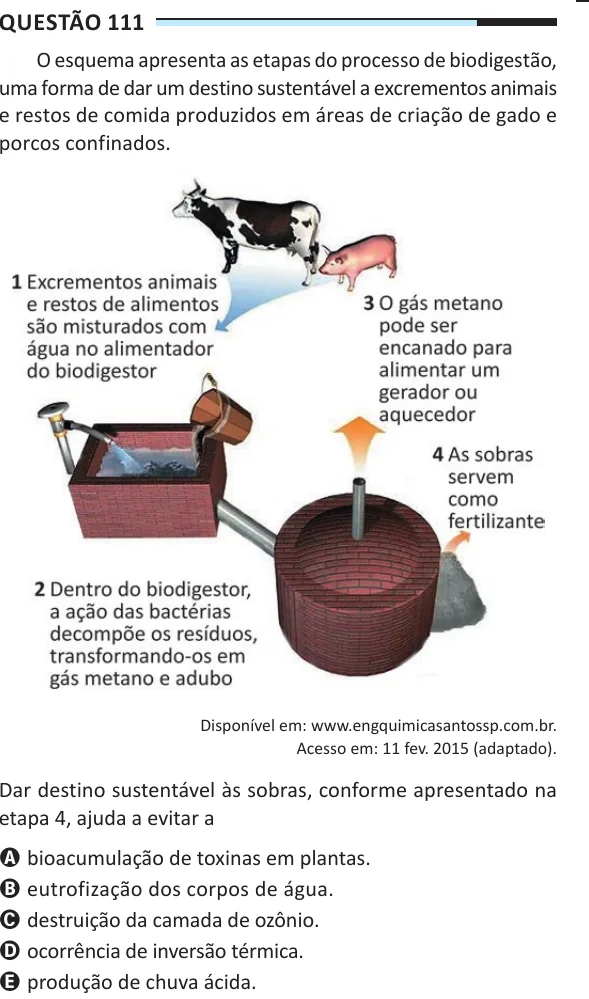 QUESTÃO 111
O esquema apresenta as etapas do processo de biodigestão,
uma forma de dar um destino sustentável a excrementos animais
e restos de comida produzidos em áreas de criação de gado e
porcos confinados.
1 Excrementos animais
e restos de alimentos
são misturados com
água no alimentador
do biodigestor
3 O gás metano
pode ser
encanado para
alimentar um
gerador ou
aquecedor
4 As sobras
servem
como
fertilizante
2 Dentro do biodigestor,
a ação das bactérias
decompõe os resíduos,
transformando-os em
gás metano e adubo
Disponível em: www.engquimicasantossp.com.br.
Acesso em: 11 fev. 2015 (adaptado).
Dar destino sustentável às sobras, conforme apresentado na
etapa 4, ajuda a evitar a
A bioacumulação de toxinas em plantas.
B eutrofização dos corpos de água.
C destruição da camada de ozônio.
D ocorrência de inversão térmica.
E produção de chuva ácida.